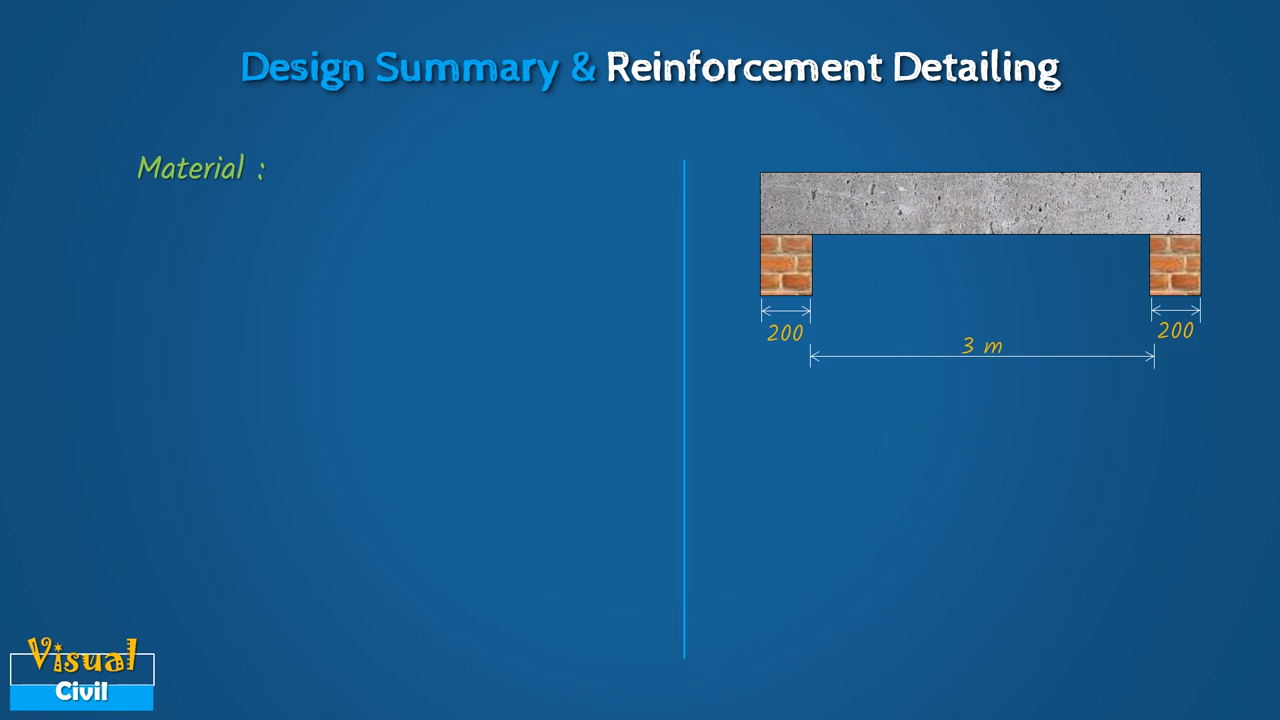 Design Summary & Reinforcement Detailing
Material :
200
200
3 m
Visual
Civil